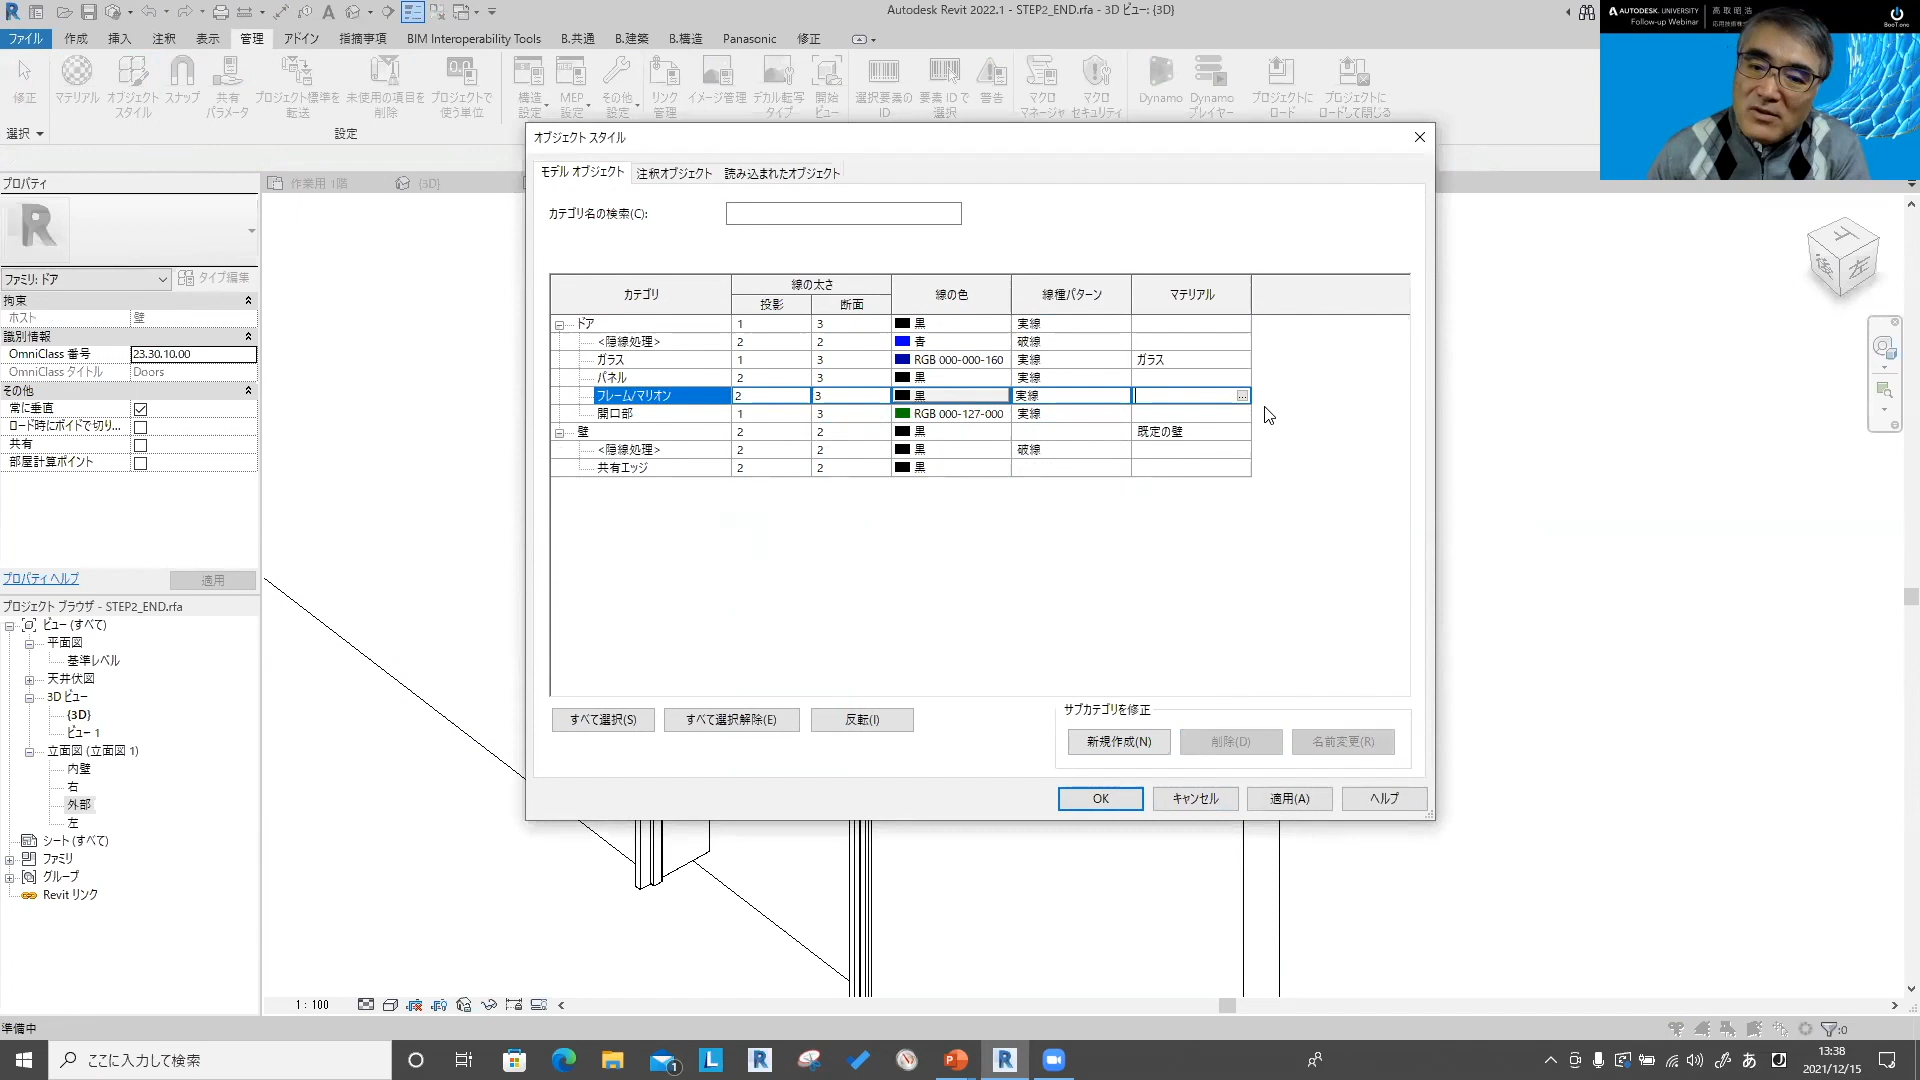 Autodesk Revit 2022.1 - STEP2_END.rfa - 3D ビュー: {3D}
AUTODESK. UNIVERSITY
Follow-up Webinar
高取昭浩
BooT.one
ファイル 作成 挿入 注釈 表示 管理 アドイン 指摘事項 BIM Interoperability Tools B.共通 B.建築 B.構造 Panasonic 修正
修正
マテリアル
オブジェクト スタイル
スナップ
共有 パラメータ
プロジェクト標準を 転送
未使用の項目を 削除
プロジェクトで 使う単位
構造 設定
MEP 設定
その他 設定
リンク 管理
イメージ管理
デカル転写 タイプ
開始 ビュー
選択要素の ID
要素 ID で 選択
警告
マクロ マネージャ
マクロ セキュリティ
Dynamo
Dynamo プレイヤー
プロジェクトに ロード
プロジェクトに ロードして閉じる
選択 設定
プロパティ
作業用 1階 {3D}
ファミリ: ドア タイプ編集
拘束
ホスト 壁
識別情報
OmniClass 番号 23.30.10.00
OmniClass タイトル Doors
その他
常に垂直
ロード時にボイドで切り...
共有
部屋計算ポイント
プロパティ ヘルプ 適用
プロジェクト ブラウザ - STEP2_END.rfa
ビュー (すべて)
平面図
基準レベル
天井伏図
3D ビュー
{3D}
ビュー 1
立面図 (立面図 1)
内壁
右
外部
左
シート (すべて)
ファミリ
グループ
Revit リンク
オブジェクト スタイル
モデル オブジェクト 注釈オブジェクト 読み込まれたオブジェクト
カテゴリ名の検索(C):
カテゴリ 線の太さ 線の色 線種パターン マテリアル
投影 断面
ドア 1 3 黒 実線
<隠線処理> 2 2 青 破線
ガラス 1 3 RGB 000-000-160 実線 ガラス
パネル 2 3 黒 実線
フレーム/マリオン 2 3 黒 実線
開口部 1 3 RGB 000-127-000 実線
壁 2 2 黒 既定の壁
<隠線処理> 2 2 黒 破線
共有エッジ 2 2 黒
すべて選択(S) すべて選択解除(E) 反転(I)
サブカテゴリを修正
新規作成(N) 削除(D) 名前変更(R)
OK キャンセル 適用(A) ヘルプ
上
後 左
1 : 100
準備中
:0
ここに入力して検索
あ
13:38
2021/12/15